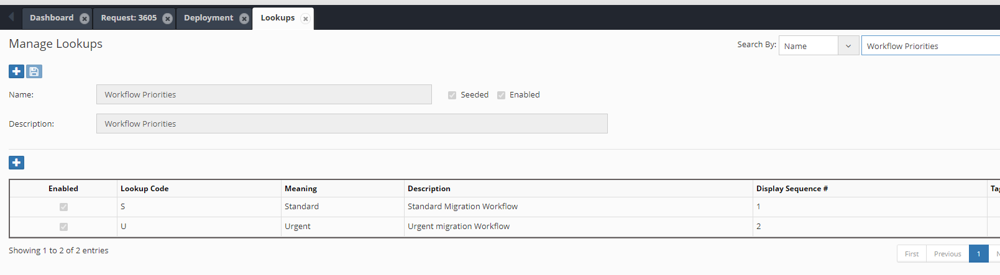 Dashboard Request: 3605 Deployment Lookups
Manage Lookups
Search By: Name Workflow Priorities
Name: Workflow Priorities Seeded Enabled
Description: Workflow Priorities
Enabled Lookup Code Meaning Description Display Sequence #
S Standard Standard Migration Workflow 1
U Urgent Urgent migration Workflow 2
Showing 1 to 2 of 2 entries
First Previous 1